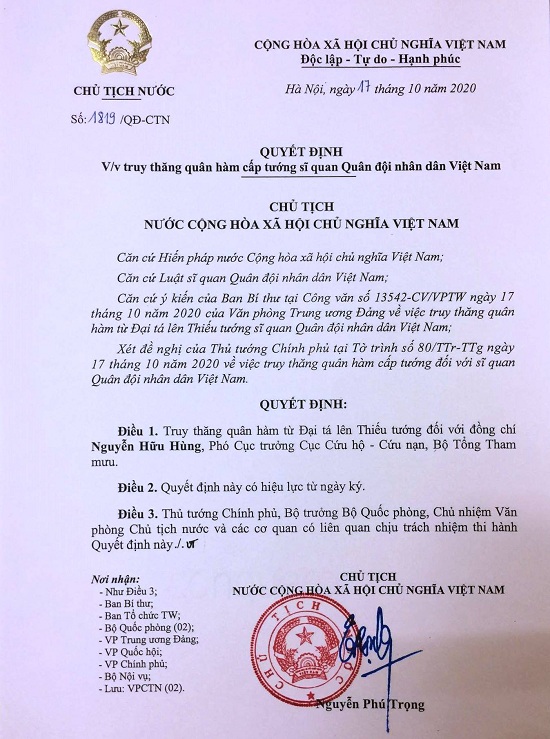 CỘNG HÒA XÃ HỘI CHỦ NGHĨA VIỆT NAM
Độc lập - Tự do - Hạnh phúc
CHỦ TỊCH NƯỚC
Hà Nội, ngày 17 tháng 10 năm 2020
Số: 1819 /QĐ-CTN
QUYẾT ĐỊNH
V/v truy thăng quân hàm cấp tướng sĩ quan Quân đội nhân dân Việt Nam
CHỦ TỊCH
NƯỚC CỘNG HÒA XÃ HỘI CHỦ NGHĨA VIỆT NAM
Căn cứ Hiến pháp nước Cộng hòa xã hội chủ nghĩa Việt Nam;
Căn cứ Luật sĩ quan Quân đội nhân dân Việt Nam;
Căn cứ ý kiến của Ban Bí thư tại Công văn số 13542-CV/VPTW ngày 17
tháng 10 năm 2020 của Văn phòng Trung ương Đảng về việc truy thăng quân
hàm từ Đại tá lên Thiếu tướng sĩ quan Quân đội nhân dân Việt Nam;
Xét đề nghị của Thủ tướng Chính phủ tại Tờ trình số 80/TTr-TTg ngày
17 tháng 10 năm 2020 về việc truy thăng quân hàm cấp tướng đối với sĩ quan
Quân đội nhân dân Việt Nam.
QUYẾT ĐỊNH:
Điều 1. Truy thăng quân hàm từ Đại tá lên Thiếu tướng đối với đồng chí
Nguyễn Hữu Hùng, Phó Cục trưởng Cục Cứu hộ - Cứu nạn, Bộ Tổng Tham
mưu.
Điều 2. Quyết định này có hiệu lực từ ngày ký.
Điều 3. Thủ tướng Chính phủ, Bộ trưởng Bộ Quốc phòng, Chủ nhiệm Văn
phòng Chủ tịch nước và các cơ quan có liên quan chịu trách nhiệm thi hành
Quyết định này./.
Nơi nhận:
- Như Điều 3;
- Ban Bí thư;
- Ban Tổ chức TW;
- Bộ Quốc phòng (02);
- VP Trung ương Đảng;
- VP Quốc hội;
- VP Chính phủ;
- Bộ Nội vụ;
- Lưu: VPCTN (02).
CHỦ TỊCH
NƯỚC CỘNG HÒA XÃ HỘI CHỦ NGHĨA VIỆT NAM
CHỦ TỊCH NƯỚC
Nguyễn Phú Trọng